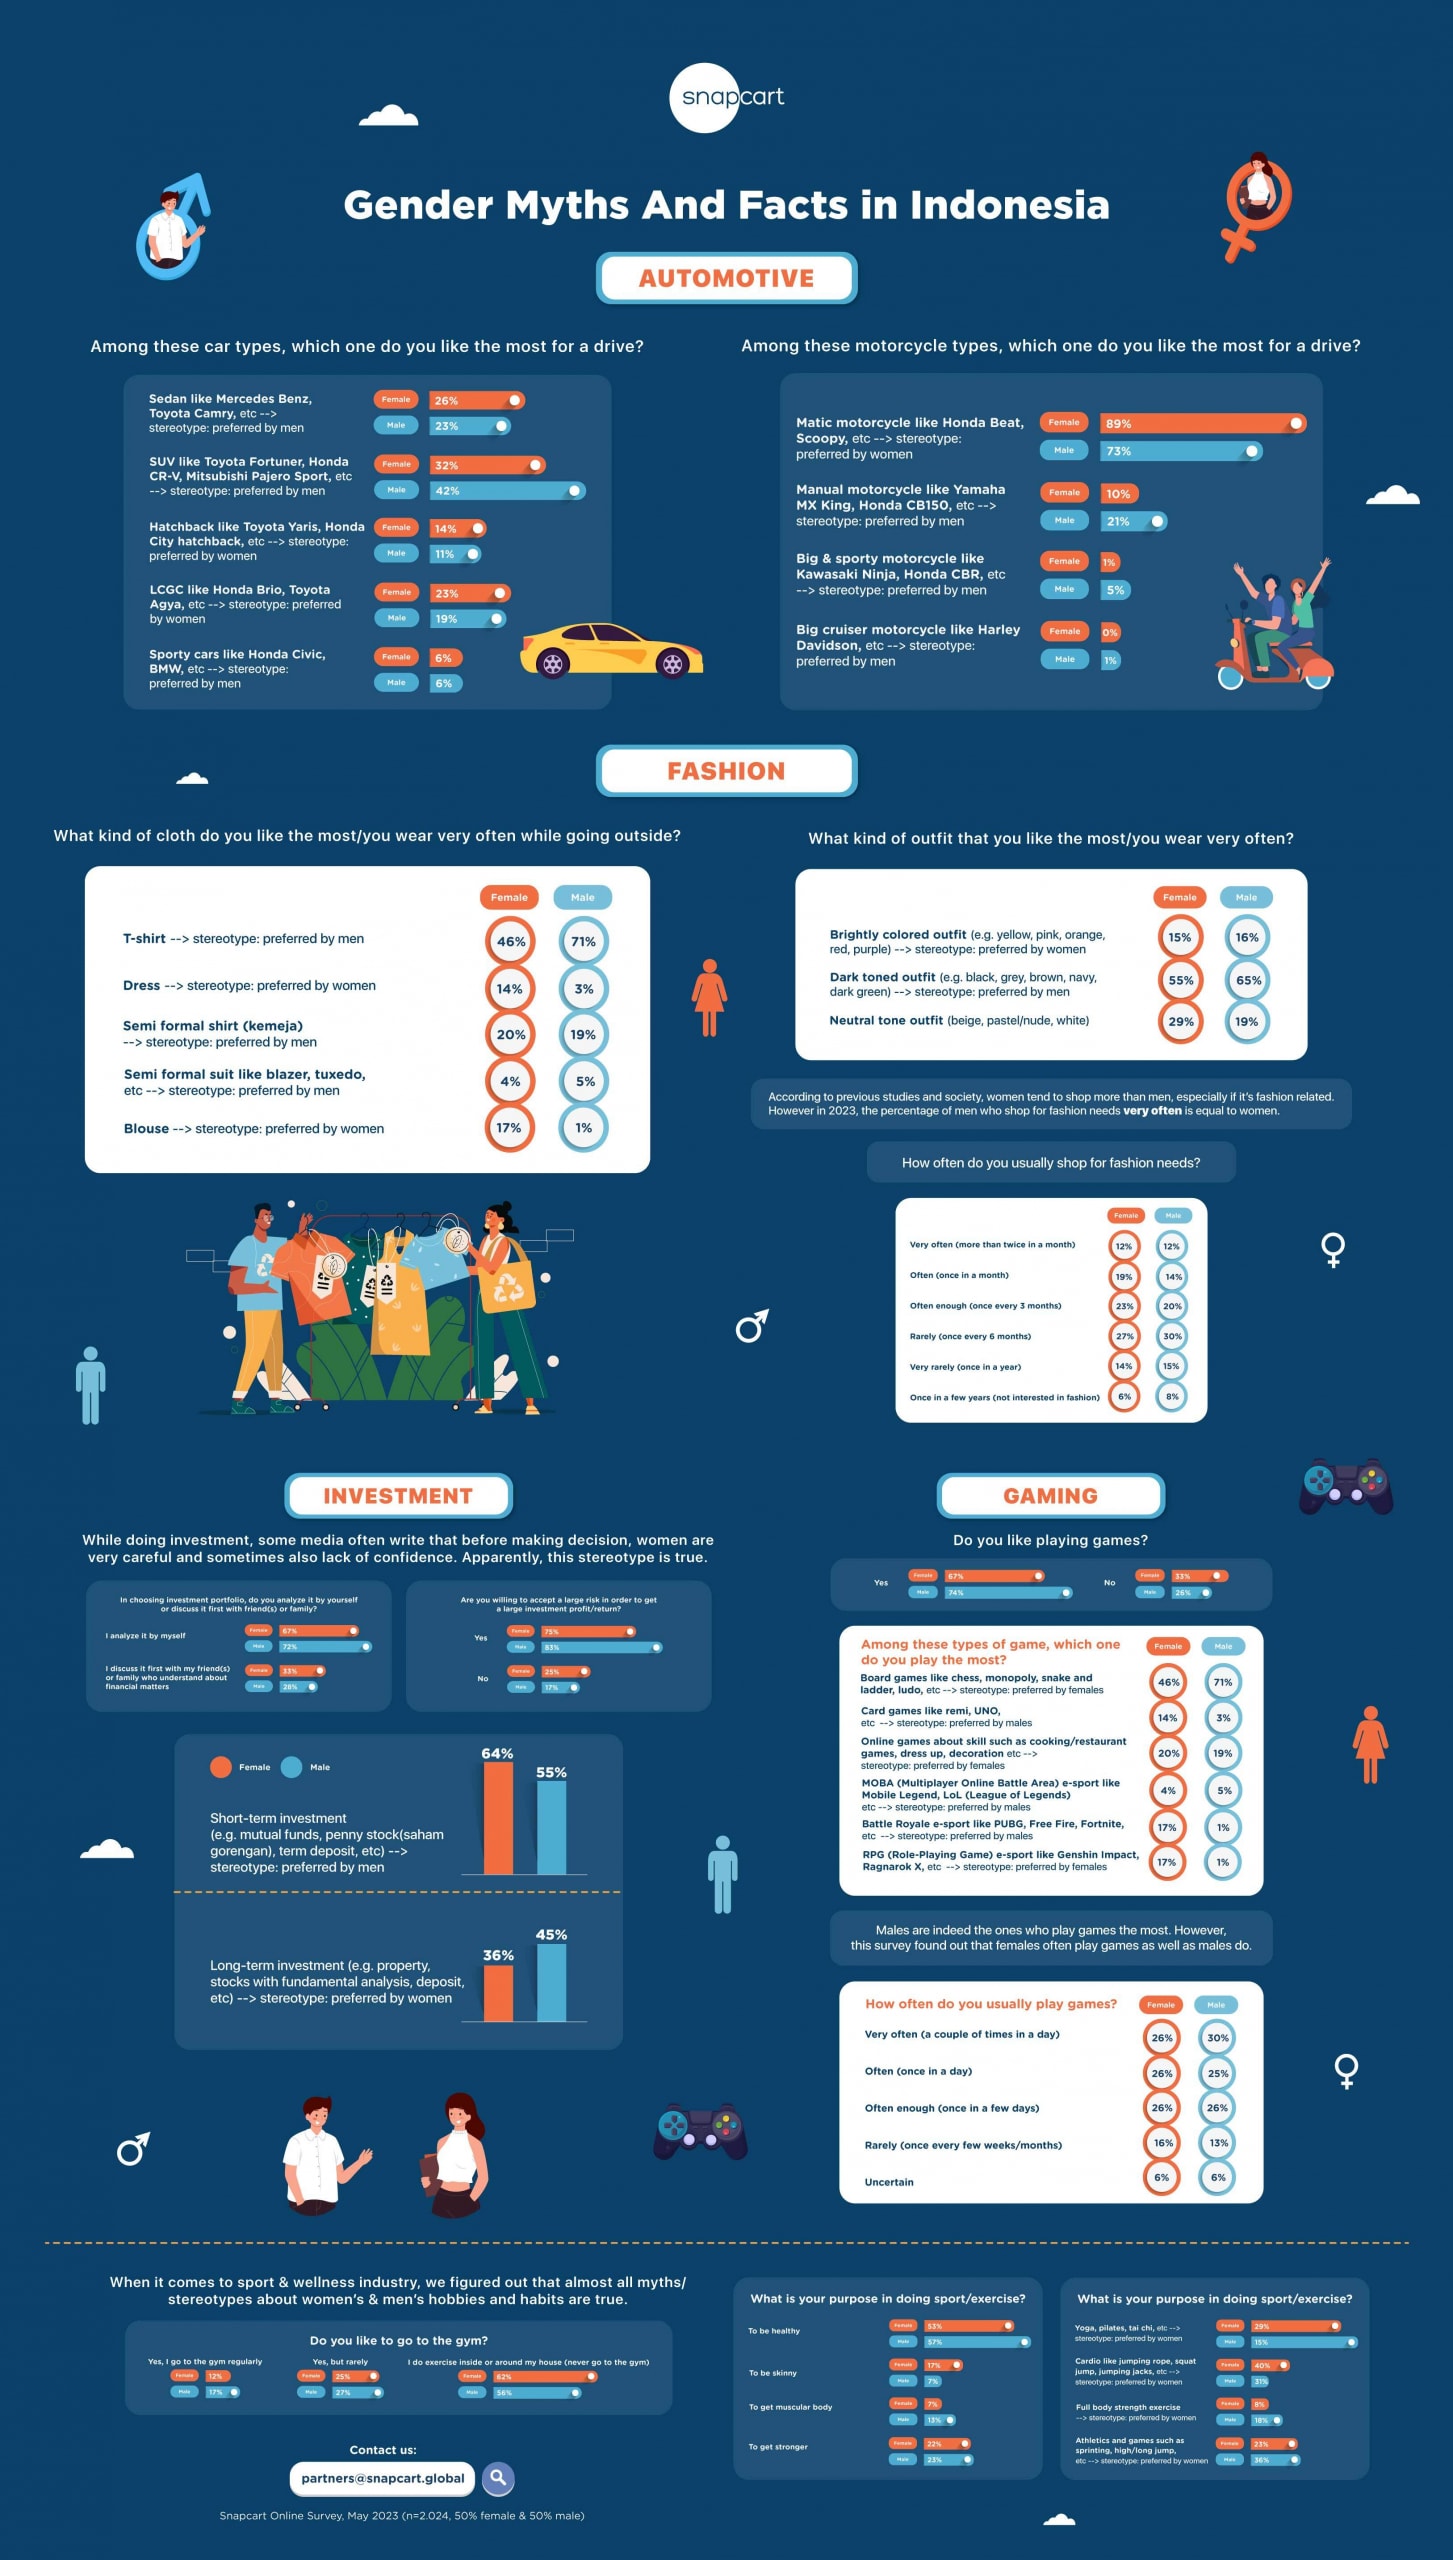 snapcart
Gender Myths And Facts in Indonesia
AUTOMOTIVE
Among these car types, which one do you like the most for a drive?
Sedan like Mercedes Benz,
Toyota Camry, etc -->
stereotype: preferred by men
Female 26%
Male 23%
SUV like Toyota Fortuner, Honda
CR-V, Mitsubishi Pajero Sport, etc
--> stereotype: preferred by men
Female 32%
Male 42%
Hatchback like Toyota Yaris, Honda
City hatchback, etc --> stereotype:
preferred by women
Female 14%
Male 11%
LCGC like Honda Brio, Toyota
Agya, etc --> stereotype: preferred
by women
Female 23%
Male 19%
Sporty cars like Honda Civic,
BMW, etc --> stereotype:
preferred by men
Female 6%
Male 6%
Among these motorcycle types, which one do you like the most for a drive?
Matic motorcycle like Honda Beat,
Scoopy, etc --> stereotype:
preferred by women
Female 89%
Male 73%
Manual motorcycle like Yamaha
MX King, Honda CB150, etc -->
stereotype: preferred by men
Female 10%
Male 21%
Big & sporty motorcycle like
Kawasaki Ninja, Honda CBR, etc
--> stereotype: preferred by men
Female 1%
Male 5%
Big cruiser motorcycle like Harley
Davidson, etc --> stereotype:
preferred by men
Female 0%
Male 1%
FASHION
What kind of cloth do you like the most/you wear very often while going outside?
Female Male
T-shirt --> stereotype: preferred by men 46% 71%
Dress --> stereotype: preferred by women 14% 3%
Semi formal shirt (kemeja)
--> stereotype: preferred by men 20% 19%
Semi formal suit like blazer, tuxedo,
etc --> stereotype: preferred by men 4% 5%
Blouse --> stereotype: preferred by women 17% 1%
What kind of outfit that you like the most/you wear very often?
Female Male
Brightly colored outfit (e.g. yellow, pink, orange,
red, purple) --> stereotype: preferred by women 15% 16%
Dark toned outfit (e.g. black, grey, brown, navy,
dark green) --> stereotype: preferred by men 55% 65%
Neutral tone outfit (beige, pastel/nude, white) 29% 19%
According to previous studies and society, women tend to shop more than men, especially if it's fashion related.
However in 2023, the percentage of men who shop for fashion needs very often is equal to women.
How often do you usually shop for fashion needs?
Female Male
Very often (more than twice in a month) 12% 12%
Often (once in a month) 19% 14%
Often enough (once every 3 months) 23% 20%
Rarely (once every 6 months) 27% 30%
Very rarely (once in a year) 14% 15%
Once in a few years (not interested in fashion) 6% 8%
INVESTMENT
While doing investment, some media often write that before making decision, women are
very careful and sometimes also lack of confidence. Apparently, this stereotype is true.
In choosing investment portfolio, do you analyze it by yourself
or discuss it first with friend(s) or family?
I analyze it by myself
Female 67%
Male 72%
I discuss it first with my friend(s)
or family who understand about
financial matters
Female 33%
Male 28%
Are you willing to accept a large risk in order to get
a large investment profit/return?
Yes
Female 75%
Male 83%
No
Female 25%
Male 17%
Female Male
Short-term investment
(e.g. mutual funds, penny stock(saham
gorengan), term deposit, etc) -->
stereotype: preferred by men
64%
55%
Long-term investment (e.g. property,
stocks with fundamental analysis, deposit,
etc) --> stereotype: preferred by women
36%
45%
GAMING
Do you like playing games?
Yes
Female 67%
Male 74%
No
Female 33%
Male 26%
Among these types of game, which one
do you play the most?
Female Male
Board games like chess, monopoly, snake and
ladder, ludo, etc --> stereotype: preferred by females 46% 71%
Card games like remi, UNO,
etc --> stereotype: preferred by males 14% 3%
Online games about skill such as cooking/restaurant
games, dress up, decoration etc -->
stereotype: preferred by females 20% 19%
MOBA (Multiplayer Online Battle Area) e-sport like
Mobile Legend, LoL (League of Legends)
etc --> stereotype: preferred by males 4% 5%
Battle Royale e-sport like PUBG, Free Fire, Fortnite,
etc --> stereotype: preferred by males 17% 1%
RPG (Role-Playing Game) e-sport like Genshin Impact,
Ragnarok X, etc --> stereotype: preferred by females 17% 1%
Males are indeed the ones who play games the most. However,
this survey found out that females often play games as well as males do.
How often do you usually play games?
Female Male
Very often (a couple of times in a day) 26% 30%
Often (once in a day) 26% 25%
Often enough (once in a few days) 26% 26%
Rarely (once every few weeks/months) 16% 13%
Uncertain 6% 6%
When it comes to sport & wellness industry, we figured out that almost all myths/
stereotypes about women's & men's hobbies and habits are true.
Do you like to go to the gym?
Yes, I go to the gym regularly
Female 12%
Male 17%
Yes, but rarely
Female 25%
Male 27%
I do exercise inside or around my house (never go to the gym)
Female 62%
Male 56%
Contact us:
partners@snapcart.global
Snapcart Online Survey, May 2023 (n=2.024, 50% female & 50% male)
What is your purpose in doing sport/exercise?
To be healthy
Female 53%
Male 57%
To be skinny
Female 17%
Male 7%
To get muscular body
Female 7%
Male 13%
To get stronger
Female 22%
Male 23%
What is your purpose in doing sport/exercise?
Yoga, pilates, tai chi, etc -->
stereotype: preferred by women
Female 29%
Male 15%
Cardio like jumping rope, squat
jump, jumping jacks, etc -->
stereotype: preferred by women
Female 40%
Male 31%
Full body strength exercise
--> stereotype: preferred by women
Female 8%
Male 18%
Athletics and games such as
sprinting, high/long jump,
etc --> stereotype: preferred by women
Female 23%
Male 36%